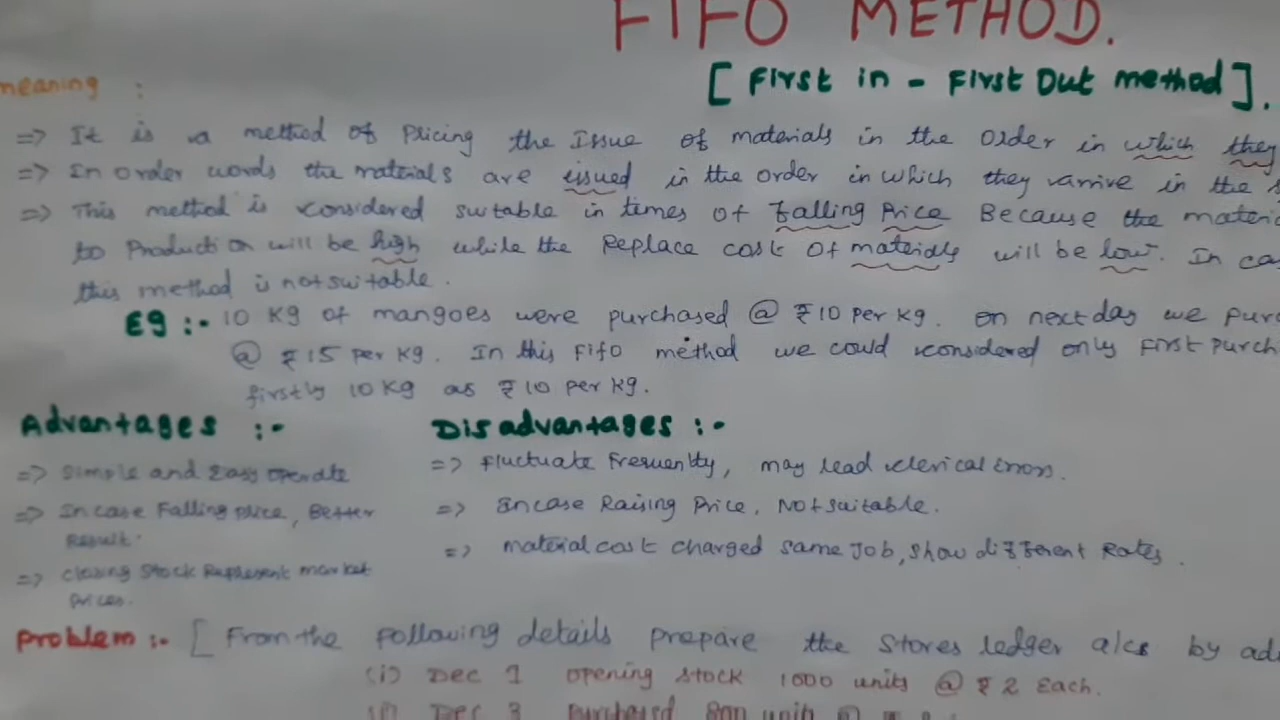 FIFO METHOD.
[ First in - First Out method ].
meaning :
=> It is a method of Pricing the Issue of materials in the Order in which they
=> In order words the materials are issued in the order in which they arrive in the
=> This method is considered suitable in times of falling Price Because the
to Production will be high while the Replace cost Of materials will be low. In
this method is not suitable.
Eg :- 10 Kg of mangoes were purchased @ ₹10 per kg. On next day we
@ ₹15 per kg. In this Fifo method we could considered only First
firstly 10 Kg as ₹10 per kg.
Advantages :-
=> Simple and Easy Operate
=> Incase Falling price, Better
Result.
=> Closing Stock Represent market
Prices.
Disadvantages :-
=> Fluctuate Frequently, may lead clerical Errors.
=> Incase Raising Price, Not suitable.
=> material cost charged same Job, show different Rates.
Problem :- [ From the following details prepare the Stores ledger a/cs by
(i) Dec 1 opening stock 1000 units @ ₹ 2 Each.
Dec 3 Purchased